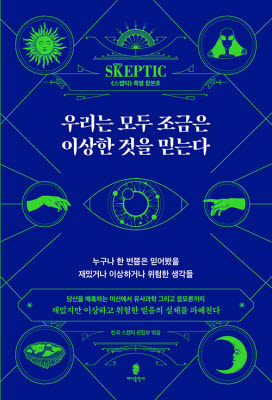 SKEPTIC
《스켑틱》 특별 합본호
우리는 모두 조금은
이상한 것을 믿는다
누구나 한 번쯤은 믿어봤을
재밌거나 이상하거나 위험한 생각들
당신을 매혹하는 미신에서 유사과학 그리고 음모론까지
재밌지만 이상하고 위험한 믿음의 실체를 파헤친다
한국 스켑틱 편집부 엮음
바다출판사